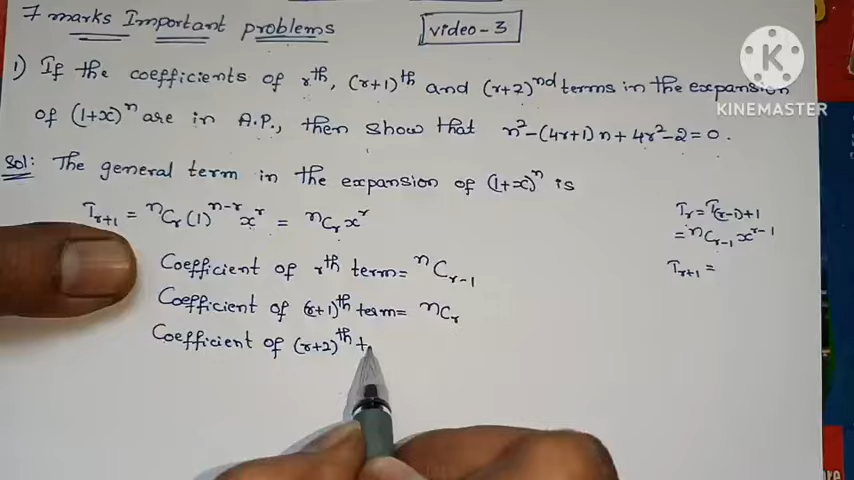 7 marks Important problems
video-3
KINEMASTER
1) If the coefficients of rth, (r+1)th and (r+2)nd terms in the expansion
of (1+x)^n are in A.P., then show that n²-(4r+1)n+4r²-2=0.
Sol: The general term in the expansion of (1+x)^n is
T_{r+1} = ⁿC_r (1)^{n-r} x^r = ⁿC_r x^r
T_r = T_{(r-1)+1}
= ⁿC_{r-1} x^{r-1}
T_{r+1} =
Coefficient of rth term = ⁿC_{r-1}
Coefficient of (r+1)th term = ⁿC_r
Coefficient of (r+2)th t